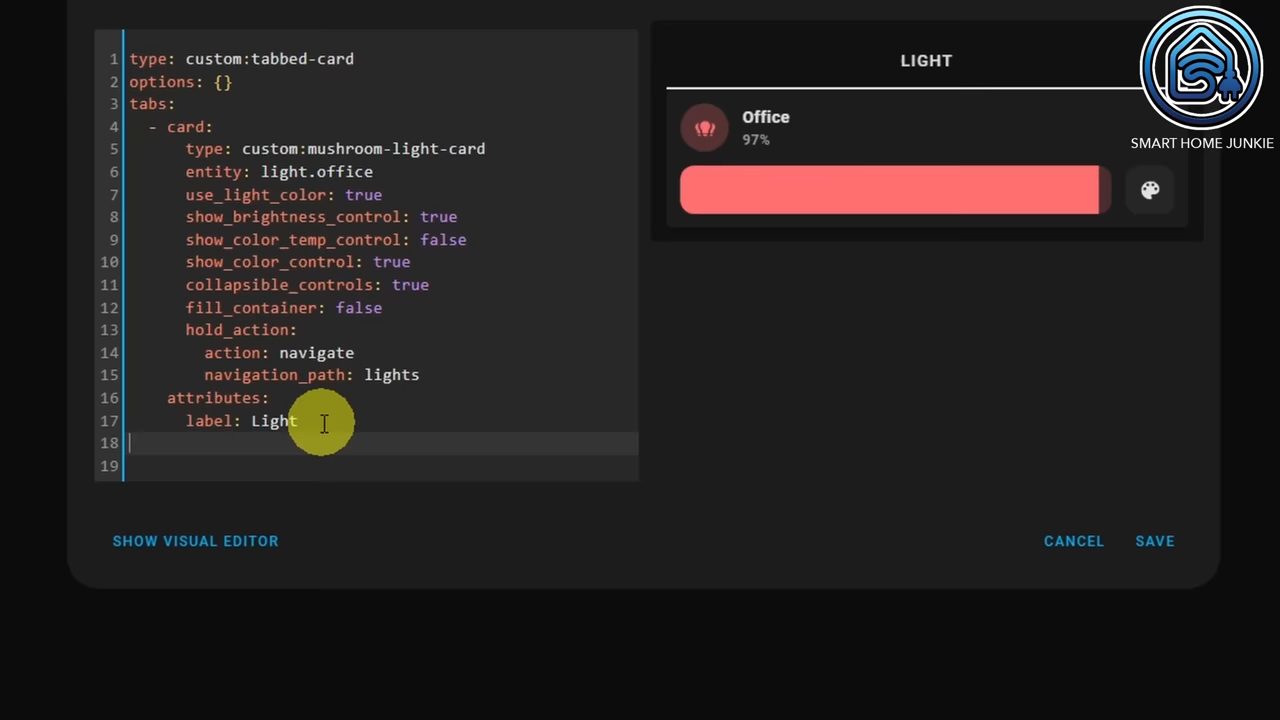 SMART HOME JUNKIE
1 type: custom:tabbed-card
2 options: {}
3 tabs:
4   - card:
5       type: custom:mushroom-light-card
6       entity: light.office
7       use_light_color: true
8       show_brightness_control: true
9       show_color_temp_control: false
10       show_color_control: true
11       collapsible_controls: true
12       fill_container: false
13       hold_action:
14         action: navigate
15         navigation_path: lights
16     attributes:
17       label: Light
18
19
LIGHT
Office
97%
SHOW VISUAL EDITOR
CANCEL
SAVE